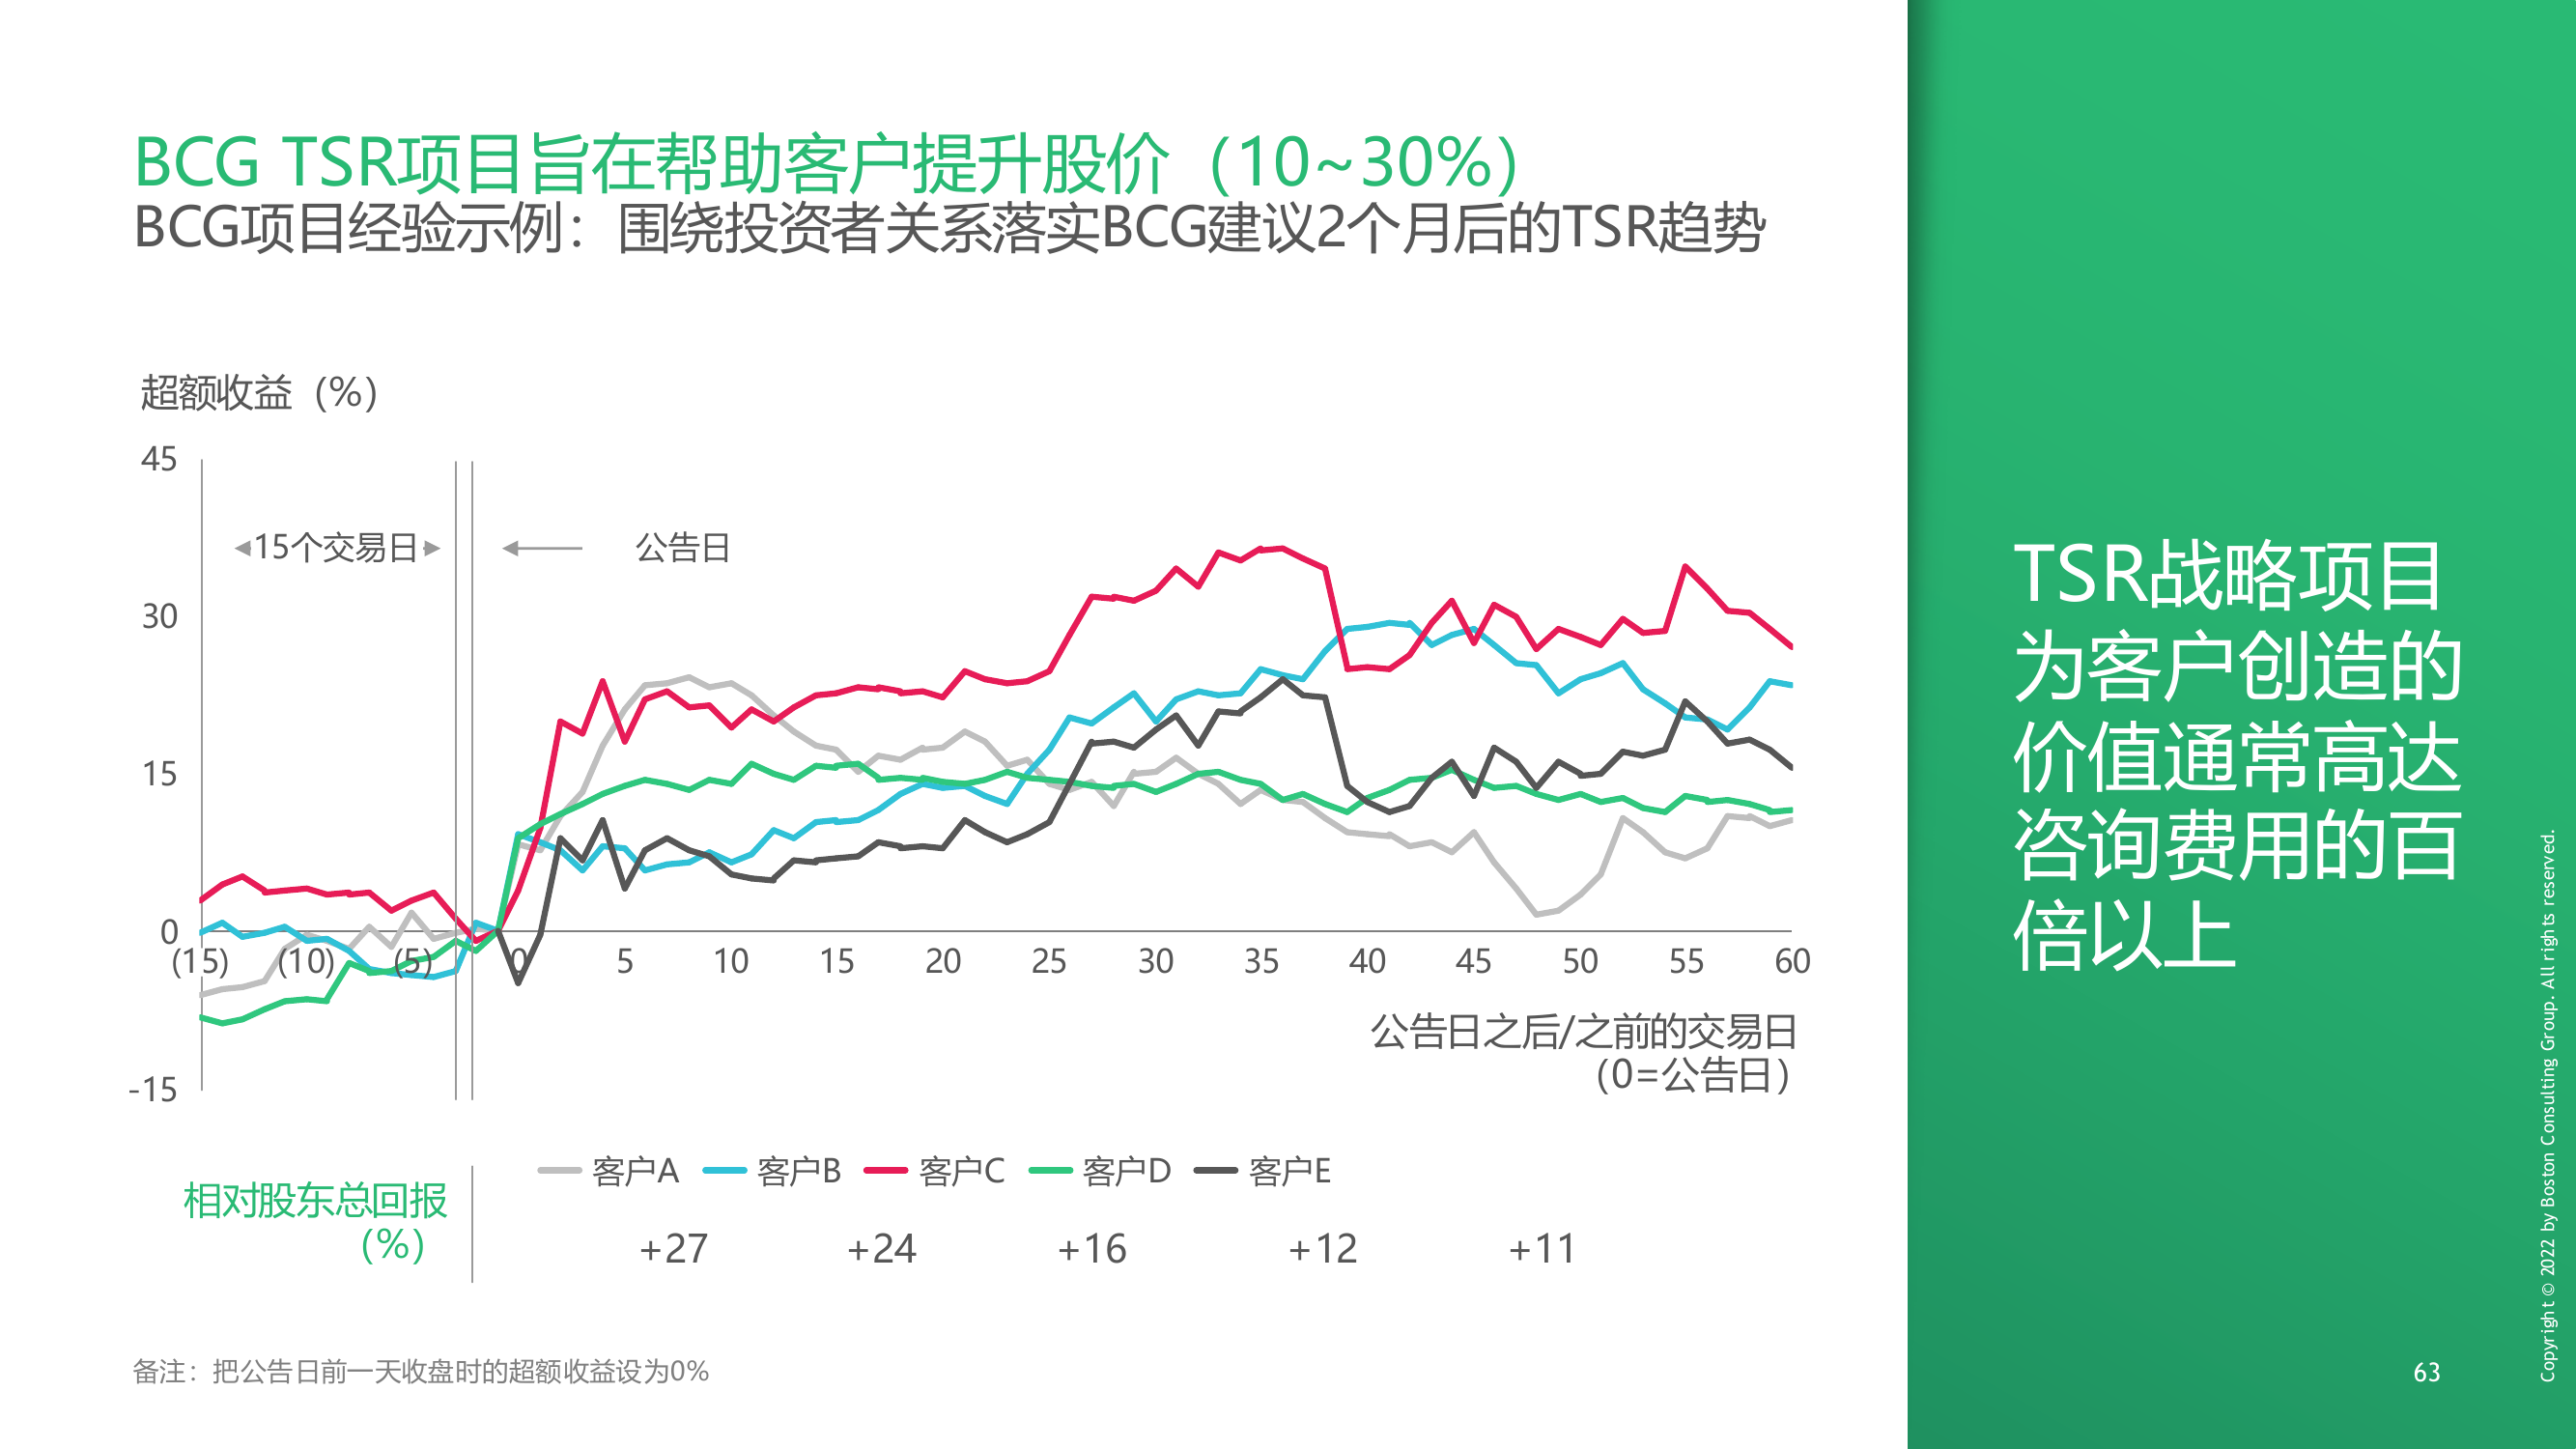 BCG TSR项目旨在帮助客户提升股价（10~30%）
BCG项目经验示例：围绕投资者关系落实BCG建议2个月后的TSR趋势
超额收益（%）
45
30
15
0
-15
15个交易日
公告日
(15) (10) (5) 0 5 10 15 20 25 30 35 40 45 50 55 60
公告日之后/之前的交易日
（0=公告日）
客户A 客户B 客户C 客户D 客户E
相对股东总回报
（%）
+27 +24 +16 +12 +11
备注：把公告日前一天收盘时的超额收益设为0%
TSR战略项目
为客户创造的
价值通常高达
咨询费用的百
倍以上
63
Copyright © 2022 by Boston Consulting Group. All rights reserved.